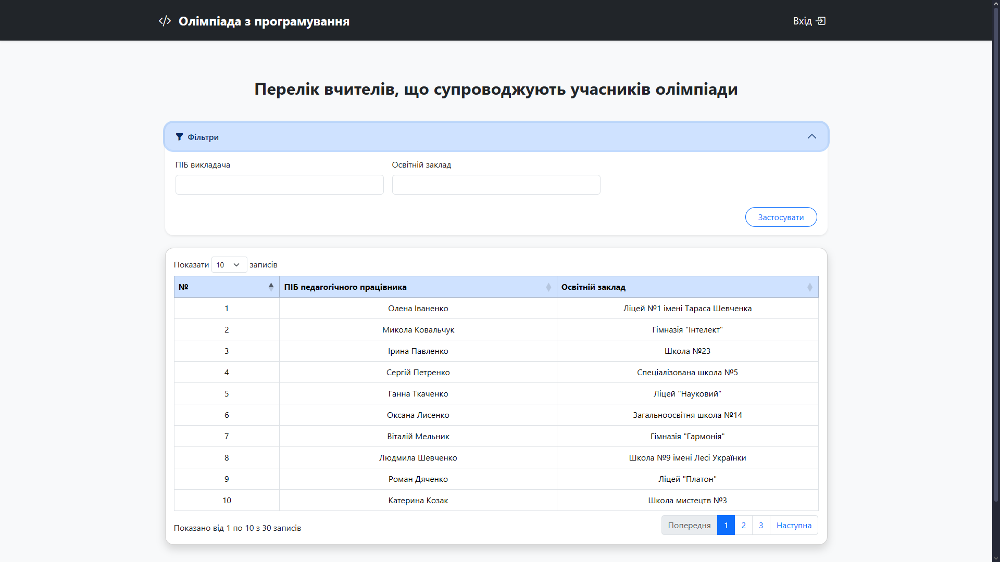 </> Олімпіада з програмування
Вхід
Перелік вчителів, що супроводжують учасників олімпіади
Фільтри
ПІБ викладача Освітній заклад
Застосувати
Показати 10 записів
№ ПІБ педагогічного працівника Освітній заклад
1 Олена Іваненко Ліцей №1 імені Тараса Шевченка
2 Микола Ковальчук Гімназія "Інтелект"
3 Ірина Павленко Школа №23
4 Сергій Петренко Спеціалізована школа №5
5 Ганна Ткаченко Ліцей "Науковий"
6 Оксана Лисенко Загальноосвітня школа №14
7 Віталій Мельник Гімназія "Гармонія"
8 Людмила Шевченко Школа №9 імені Лесі Українки
9 Роман Дяченко Ліцей "Платон"
10 Катерина Козак Школа мистецтв №3
Показано від 1 по 10 з 30 записів
Попередня 1 2 3 Наступна